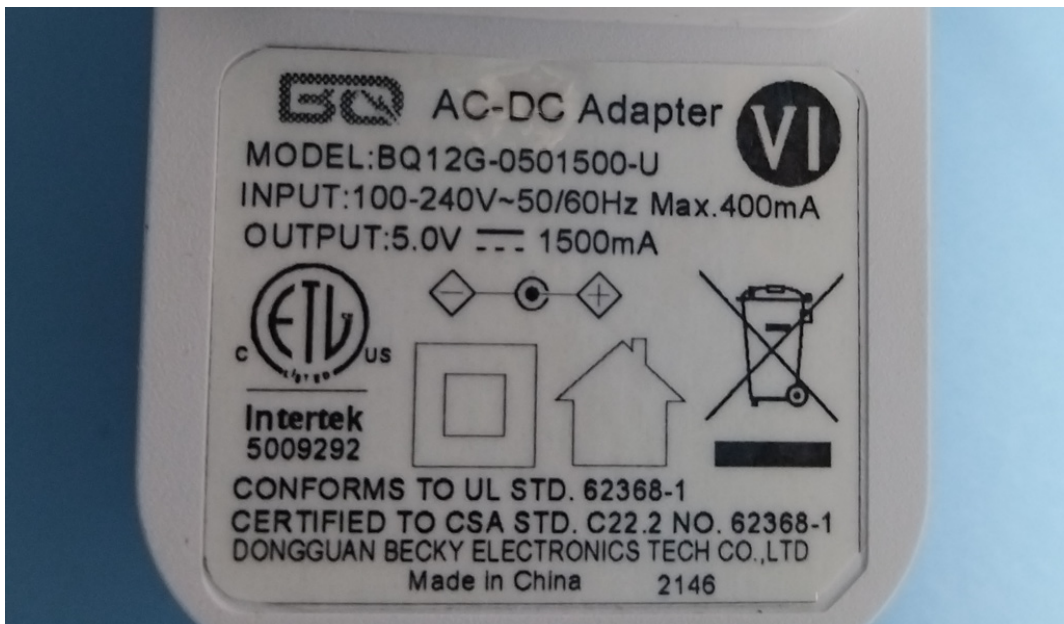 BQ AC-DC Adapter VI
MODEL:BQ12G-0501500-U
INPUT:100-240V~50/60Hz Max.400mA
OUTPUT:5.0V ⎓ 1500mA
C ETL US
LISTED
Intertek
5009292
CONFORMS TO UL STD. 62368-1
CERTIFIED TO CSA STD. C22.2 NO. 62368-1
DONGGUAN BECKY ELECTRONICS TECH CO.,LTD
Made in China 2146